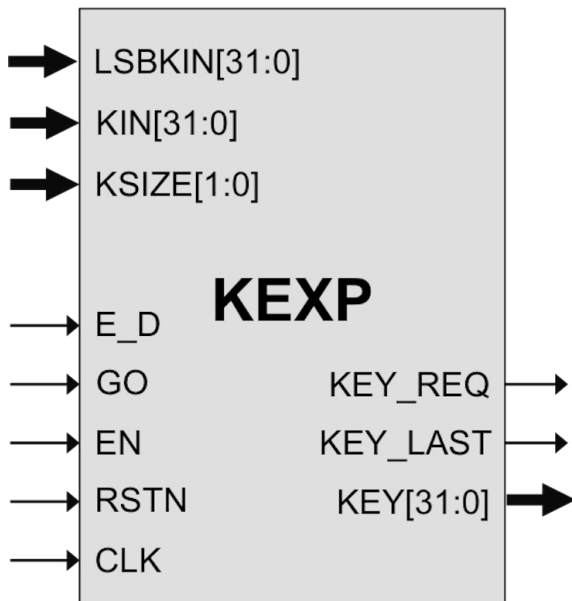 LSBKIN[31:0]
KIN[31:0]
KSIZE[1:0]
KEXP
E_D
GO
KEY_REQ
EN
KEY_LAST
RSTN
KEY[31:0]
CLK